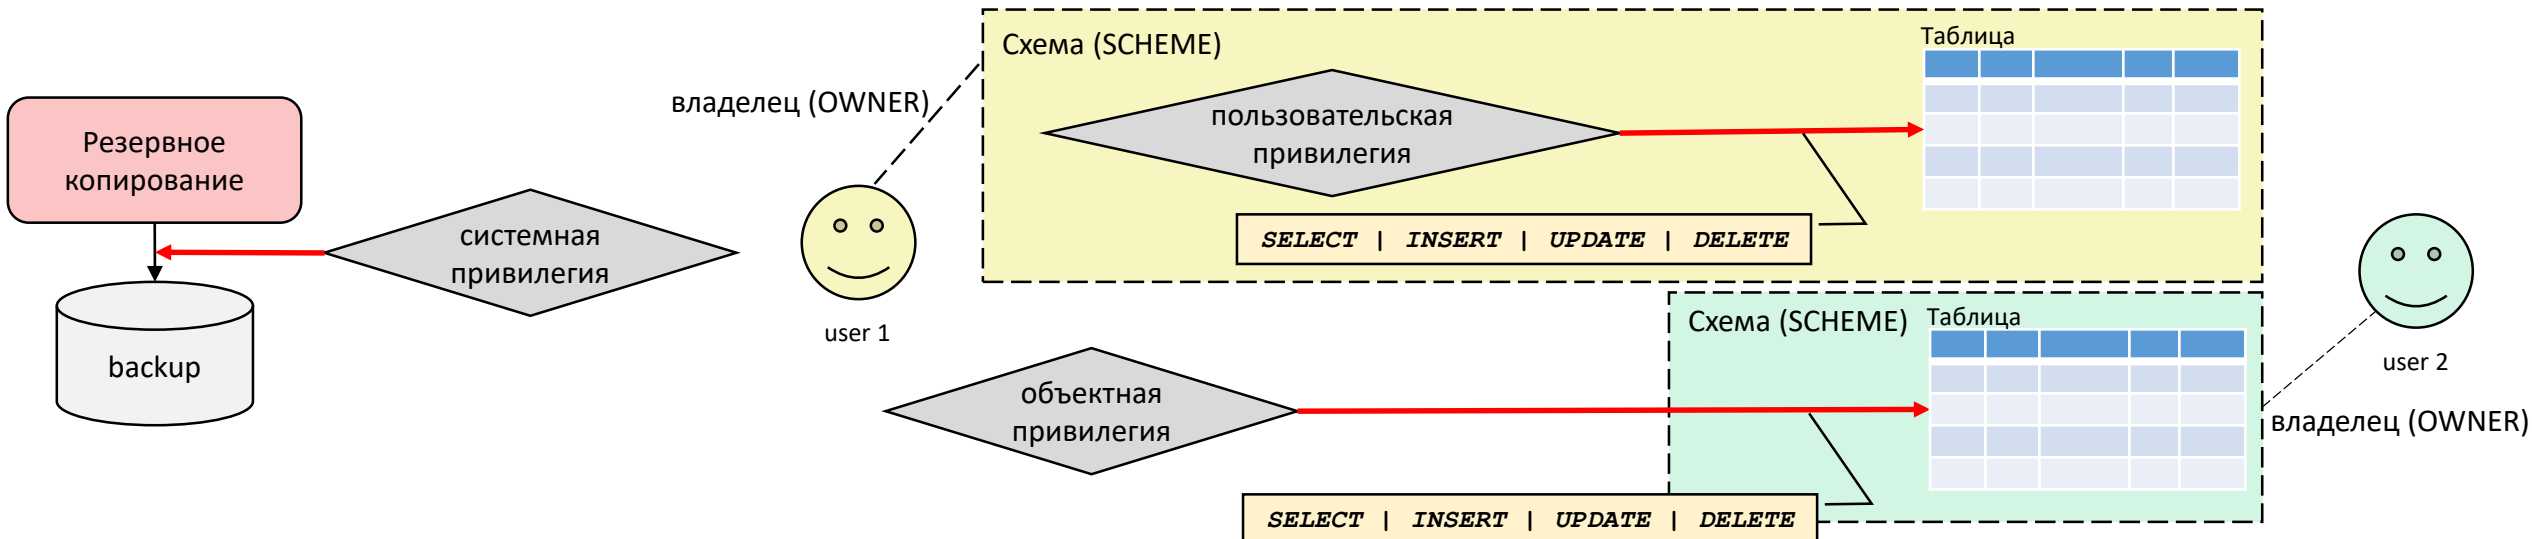 Схема (SCHEME)
Таблица
владелец (OWNER)
пользовательская
привилегия
Резервное
копирование
системная
привилегия
SELECT | INSERT | UPDATE | DELETE
user 1
backup
Схема (SCHEME)
Таблица
user 2
объектная
привилегия
владелец (OWNER)
SELECT | INSERT | UPDATE | DELETE